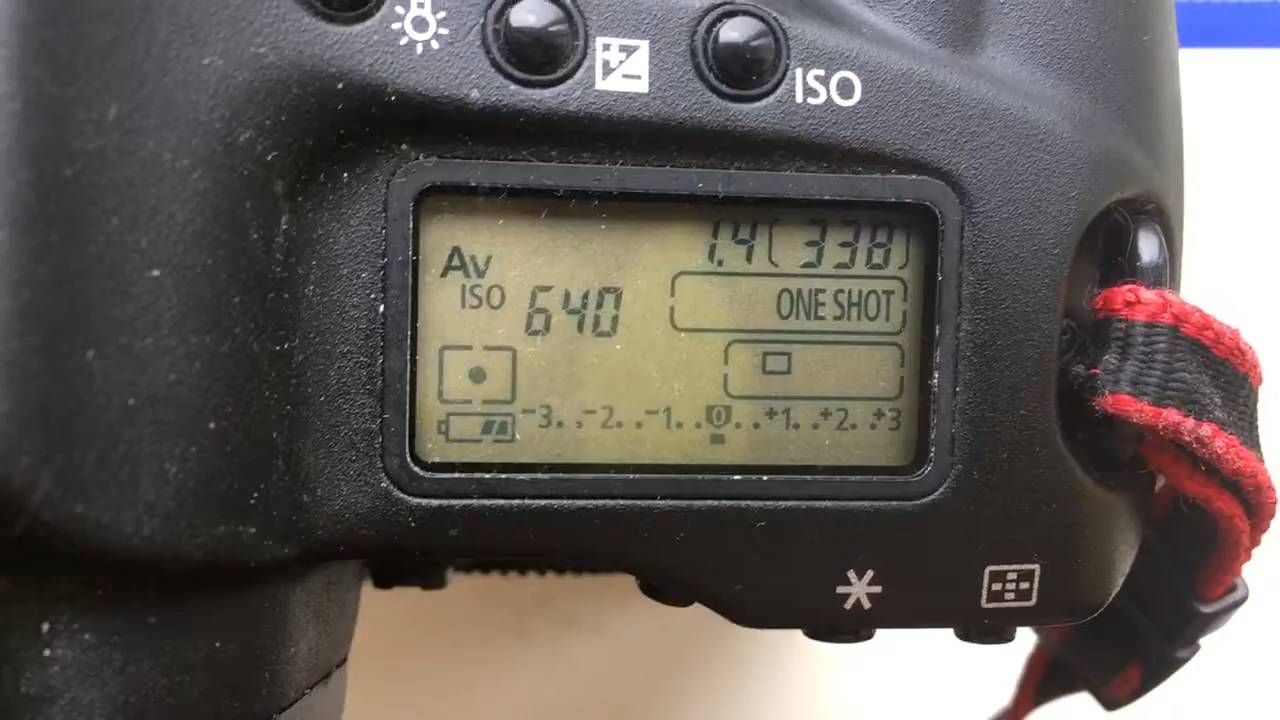 ISO
1.4[ 338]
Av
ONE SHOT
ISO 640
-3..-2..-1..0..+1..+2..+3